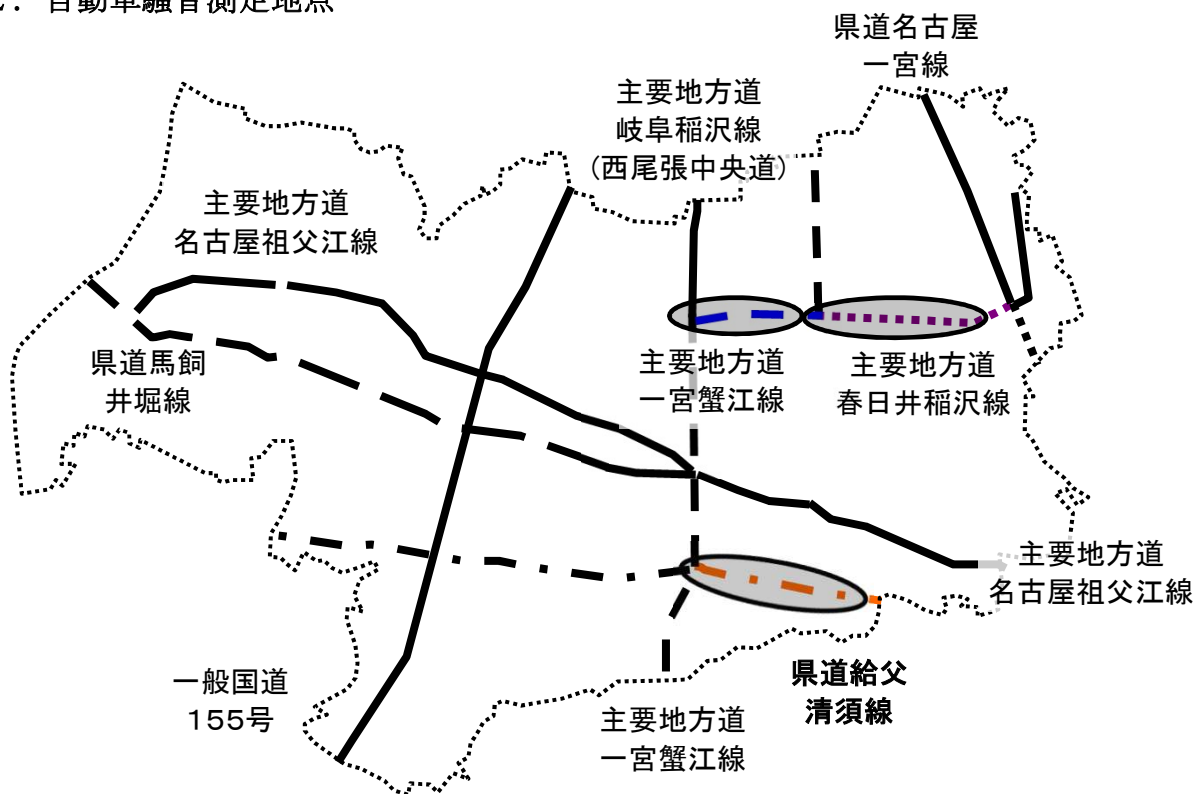 自動車騒音測定地点
県道名古屋
一宮線
主要地方道
岐阜稲沢線
(西尾張中央道)
主要地方道
名古屋祖父江線
県道馬飼
井堀線
主要地方道
一宮蟹江線
主要地方道
春日井稲沢線
主要地方道
名古屋祖父江線
県道給父
清須線
一般国道
155号
主要地方道
一宮蟹江線